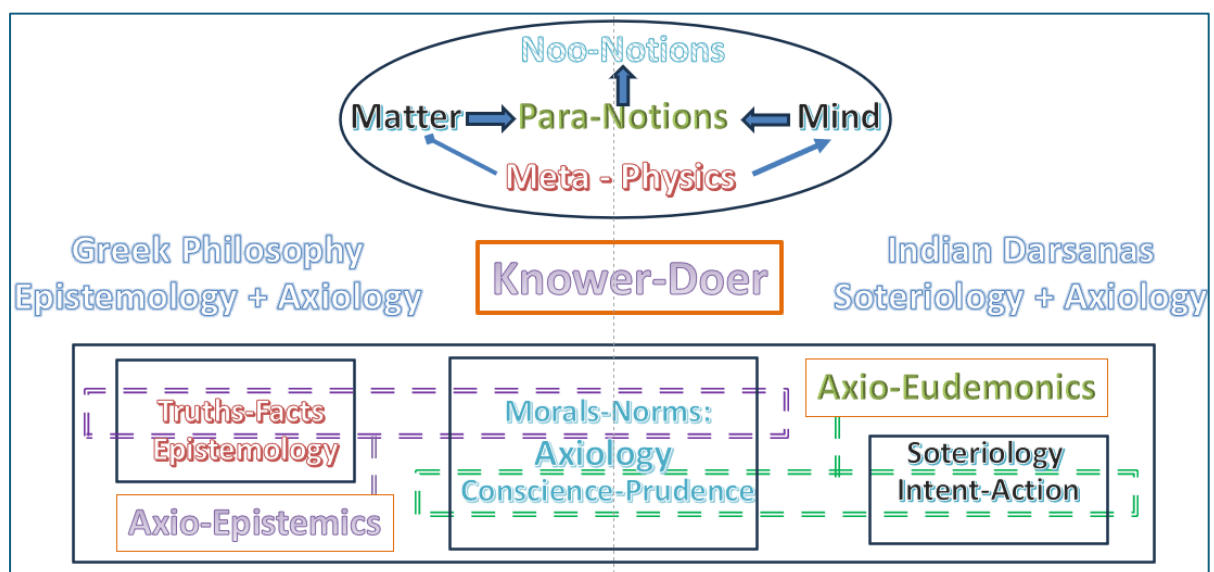 Noo-Notions
Matter Para-Notions Mind
Meta - Physics
Greek Philosophy
Epistemology + Axiology
Knower-Doer
Indian Darsanas
Soteriology + Axiology
Truths-Facts
Epistemology
Axio-Epistemics
Morals-Norms:
Axiology
Conscience-Prudence
Axio-Eudemonics
Soteriology
Intent-Action